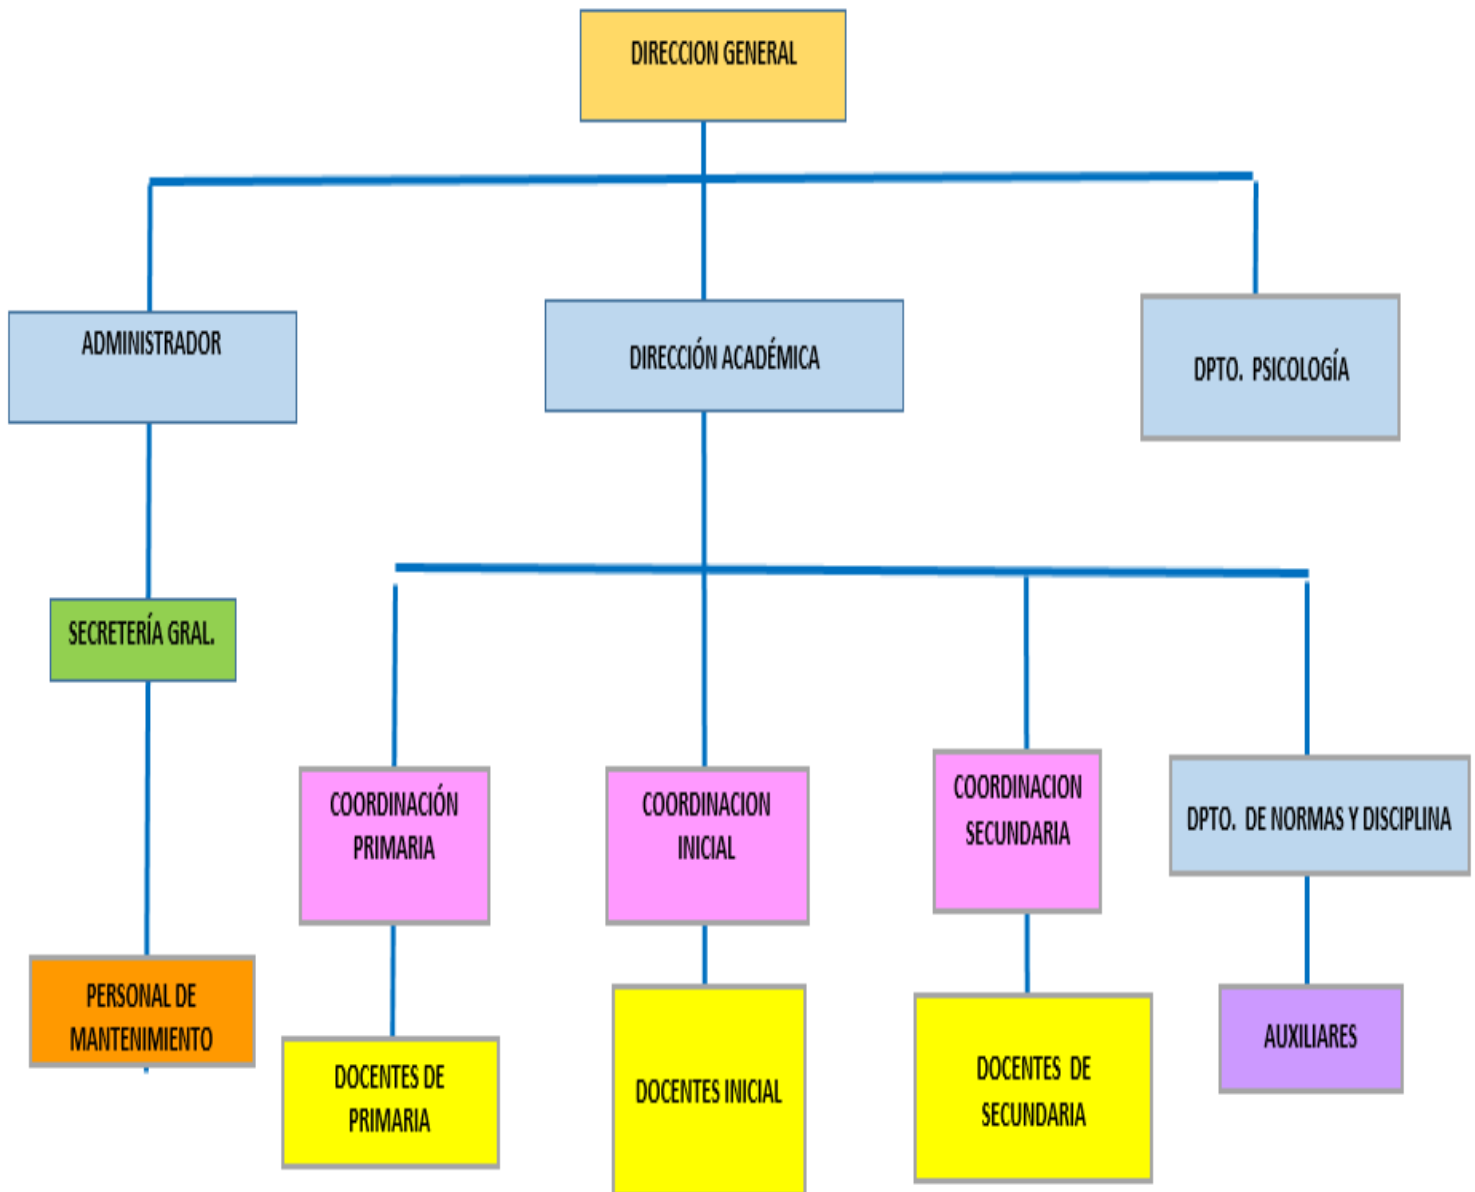 DIRECCION GENERAL
ADMINISTRADOR
DIRECCIÓN ACADÉMICA
DPTO. PSICOLOGÍA
SECRETERÍA GRAL.
COORDINACIÓN
PRIMARIA
COORDINACION
INICIAL
COORDINACION
SECUNDARIA
DPTO. DE NORMAS Y DISCIPLINA
PERSONAL DE
MANTENIMIENTO
DOCENTES DE
PRIMARIA
DOCENTES INICIAL
DOCENTES DE
SECUNDARIA
AUXILIARES